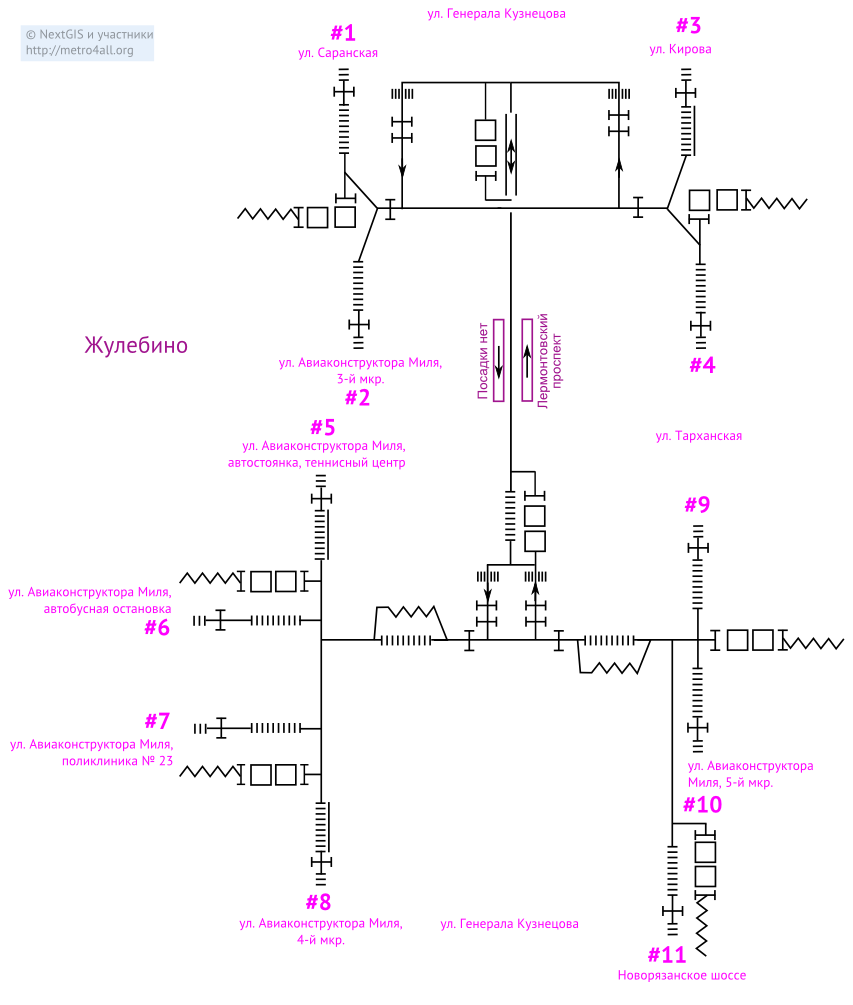 © NextGIS и участники
http://metro4all.org
ул. Генерала Кузнецова
#1
ул. Саранская
#3
ул. Кирова
Жулебино
Посадки нет
Лермонтовский
проспект
ул. Авиаконструктора Миля,
3-й мкр.
#2
#4
#5
ул. Авиаконструктора Миля,
автостоянка, теннисный центр
ул. Тарханская
#9
ул. Авиаконструктора Миля,
автобусная остановка
#6
#7
ул. Авиаконструктора Миля,
поликлиника № 23
ул. Авиаконструктора
Миля, 5-й мкр.
#10
#8
ул. Авиаконструктора Миля,
4-й мкр.
ул. Генерала Кузнецова
#11
Новорязанское шоссе